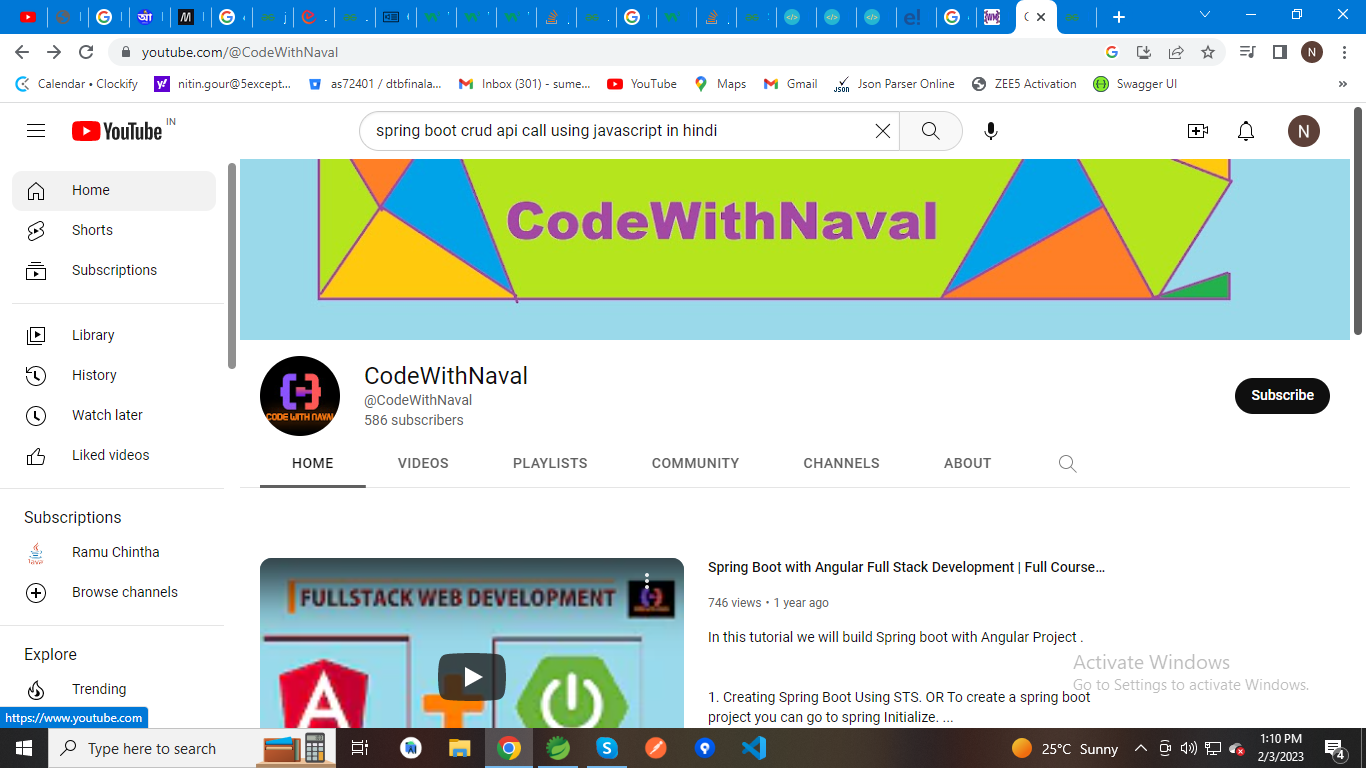 youtube.com/@CodeWithNaval
N
Calendar • Clockify
nitin.gour@5except...
as72401 / dtbfinala...
Inbox (301) - sume...
YouTube
Maps
Gmail
JSON
Json Parser Online
ZEE5 Activation
Swagger UI
»
YouTube IN
spring boot crud api call using javascript in hindi
N
Home
Shorts
Subscriptions
Library
History
Watch later
Liked videos
Subscriptions
Ramu Chintha
Browse channels
Explore
Trending
https://www.youtube.com
CodeWithNaval
CODE WITH NAVAL
CodeWithNaval
@CodeWithNaval
586 subscribers
Subscribe
HOME
VIDEOS
PLAYLISTS
COMMUNITY
CHANNELS
ABOUT
FULLSTACK WEB DEVELOPMENT
Spring Boot with Angular Full Stack Development | Full Course...
746 views • 1 year ago
In this tutorial we will build Spring boot with Angular Project .
1. Creating Spring Boot Using STS. OR To create a spring boot
project you can go to spring Initialize. ...
Activate Windows
Go to Settings to activate Windows.
Type here to search
25°C Sunny
1:10 PM
2/3/2023
4